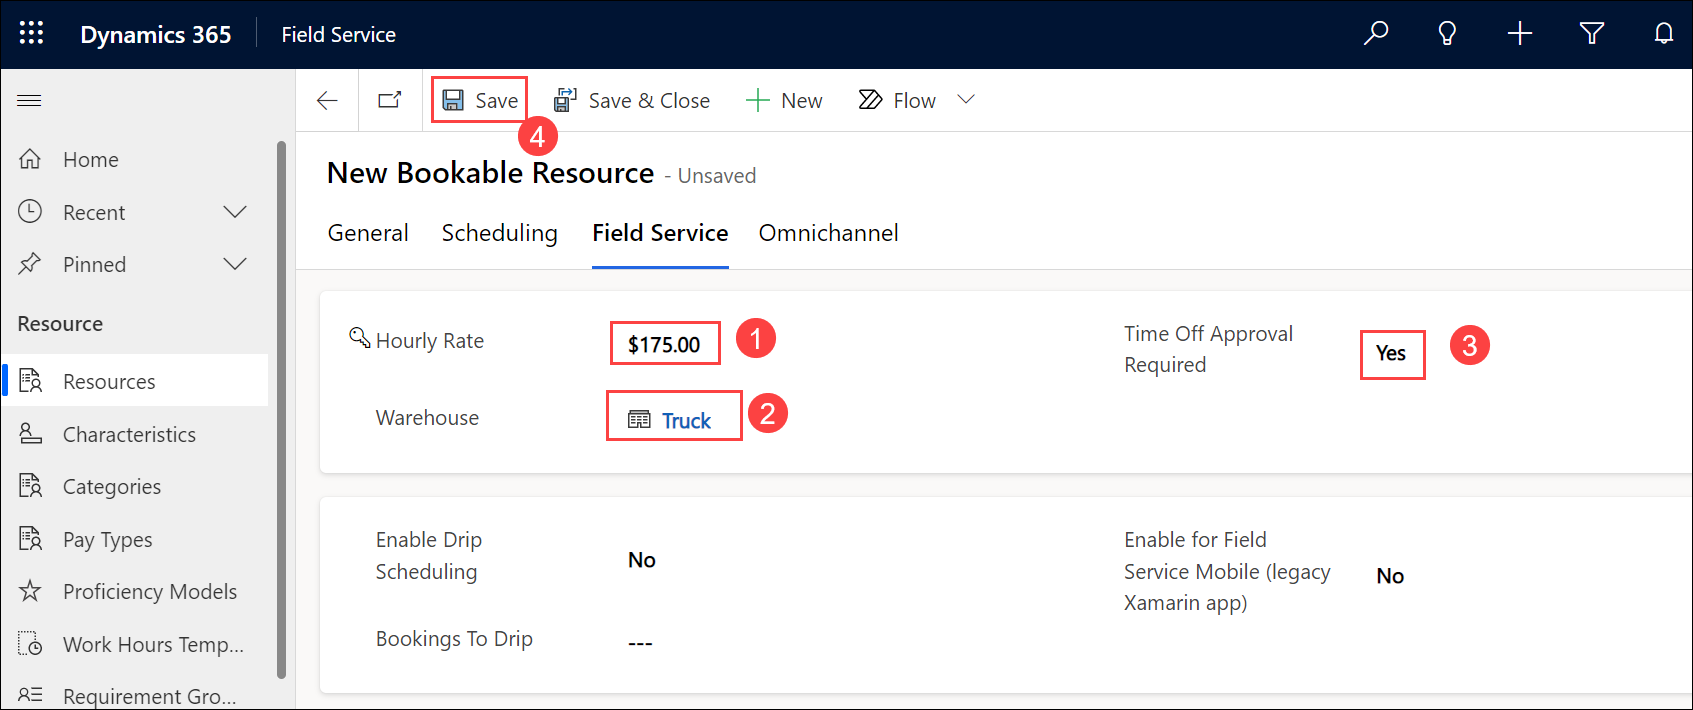 Dynamics 365
Field Service
Save
Save & Close
New
Flow
4
Home
Recent
Pinned
Resource
Resources
Characteristics
Categories
Pay Types
Proficiency Models
Work Hours Temp...
Requirement Gro...
New Bookable Resource - Unsaved
General
Scheduling
Field Service
Omnichannel
Hourly Rate
$175.00
1
Warehouse
Truck
2
Time Off Approval
Required
Yes
3
Enable Drip
Scheduling
No
Bookings To Drip
---
Enable for Field
Service Mobile (legacy
Xamarin app)
No